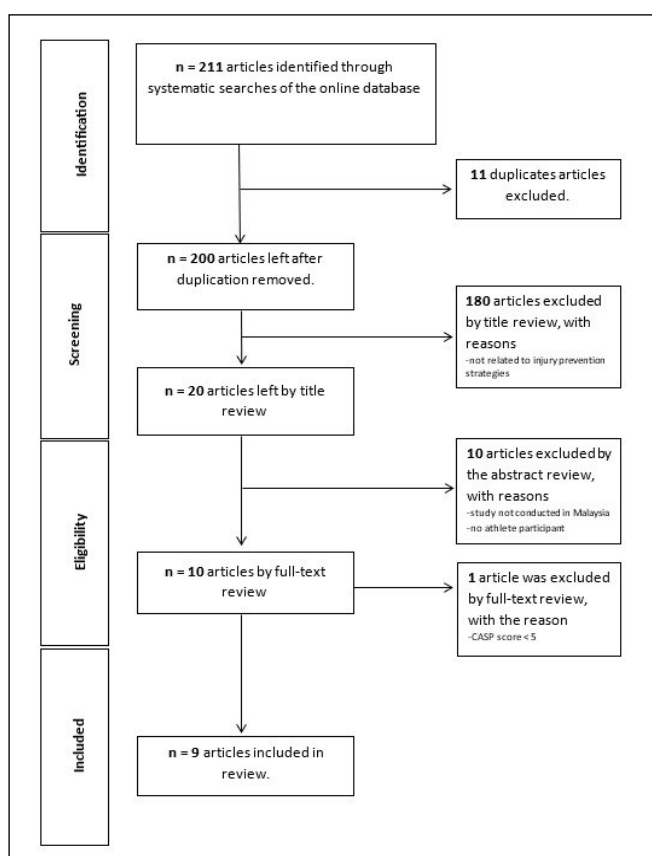 Identification
n = 211 articles identified through
systematic searches of the online database
11 duplicates articles
excluded.
Screening
n = 200 articles left after
duplication removed.
180 articles excluded
by title review, with
reasons
-not related to injury prevention
strategies
n = 20 articles left by title
review
Eligibility
10 articles excluded by
the abstract review,
with reasons
-study not conducted in Malaysia
-no athlete participant
n = 10 articles by full-text
review
1 article was excluded
by full-text review,
with the reason
-CASP score < 5
Included
n = 9 articles included in
review.